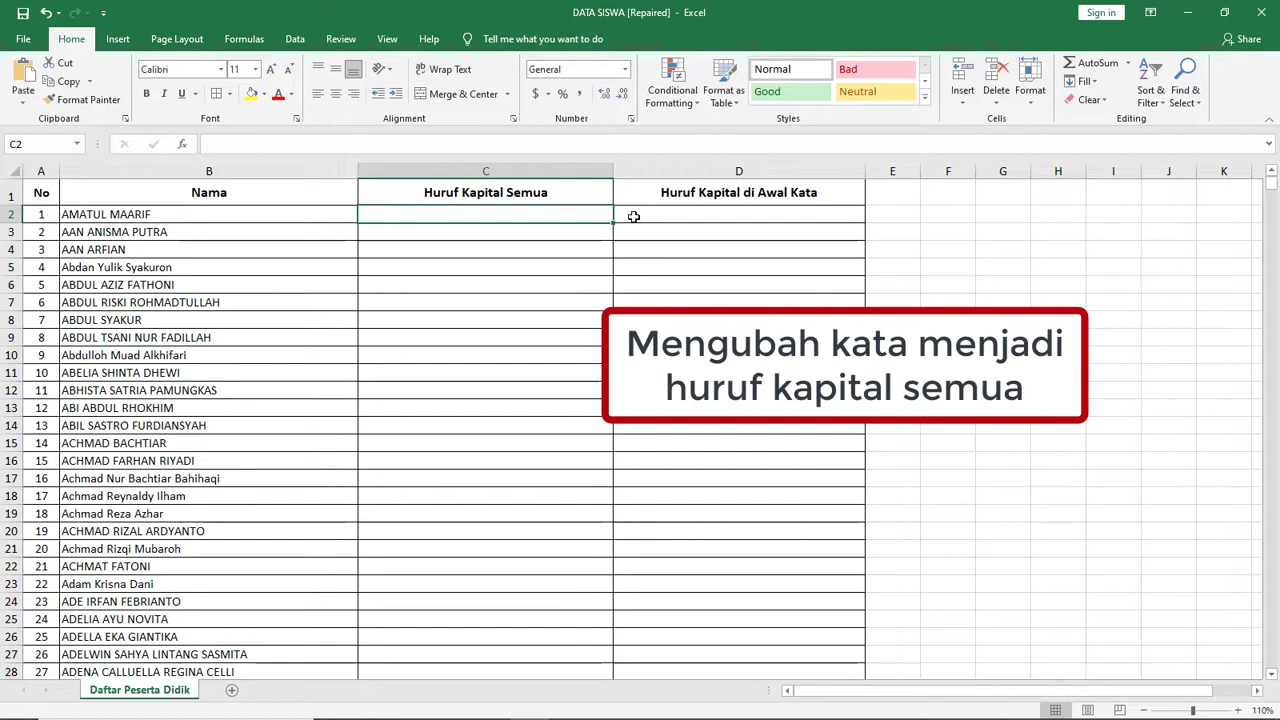 DATA SISWA [Repaired] - Excel
Sign in
File Home Insert Page Layout Formulas Data Review View Help Tell me what you want to do Share
Paste
Cut
Copy
Format Painter
Clipboard
Calibri 11
B I U
Font
Wrap Text
Merge & Center
Alignment
General
$ % ,
Number
Conditional Formatting
Format as Table
Normal Bad
Good Neutral
Styles
Insert Delete Format
Cells
AutoSum
Fill
Clear
Sort & Filter
Find & Select
Editing
C2 fx
A B C D E F G H I J K
1 No Nama Huruf Kapital Semua Huruf Kapital di Awal Kata
2 1 AMATUL MAARIF
3 2 AAN ANISMA PUTRA
4 3 AAN ARFIAN
5 4 Abdan Yulik Syakuron
6 5 ABDUL AZIZ FATHONI
7 6 ABDUL RISKI ROHMADTULLAH
8 7 ABDUL SYAKUR
9 8 ABDUL TSANI NUR FADILLAH
10 9 Abdulloh Muad Alkhifari
11 10 ABELIA SHINTA DHEWI
12 11 ABHISTA SATRIA PAMUNGKAS
13 12 ABI ABDUL RHOKHIM
14 13 ABIL SASTRO FURDIANSYAH
15 14 ACHMAD BACHTIAR
16 15 ACHMAD FARHAN RIYADI
17 16 Achmad Nur Bachtiar Bahihaqi
18 17 Achmad Reynaldy Ilham
19 18 Achmad Reza Azhar
20 19 ACHMAD RIZAL ARDYANTO
21 20 Achmad Rizqi Mubaroh
22 21 ACHMAT FATONI
23 22 Adam Krisna Dani
24 23 ADE IRFAN FEBRIANTO
25 24 ADELIA AYU NOVITA
26 25 ADELLA EKA GIANTIKA
27 26 ADELWIN SAHYA LINTANG SASMITA
28 27 ADENA CALLUELLA REGINA CELLI
Mengubah kata menjadi
huruf kapital semua
Daftar Peserta Didik
110%